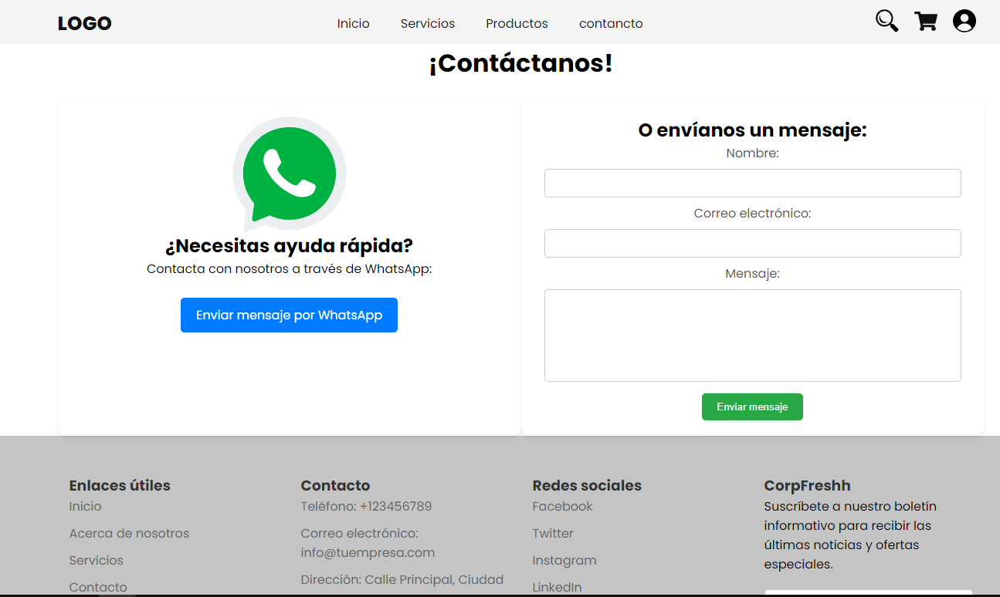 LOGO
Inicio
Servicios
Productos
contancto
¡Contáctanos!
¿Necesitas ayuda rápida?
Contacta con nosotros a través de WhatsApp:
Enviar mensaje por WhatsApp
O envíanos un mensaje:
Nombre:
Correo electrónico:
Mensaje:
Enviar mensaje
Enlaces útiles
Inicio
Acerca de nosotros
Servicios
Contacto
Contacto
Teléfono: +123456789
Correo electrónico:
info@tuempresa.com
Dirección: Calle Principal, Ciudad
Redes sociales
Facebook
Twitter
Instagram
LinkedIn
CorpFreshh
Suscríbete a nuestro boletín
informativo para recibir las
últimas noticias y ofertas
especiales.